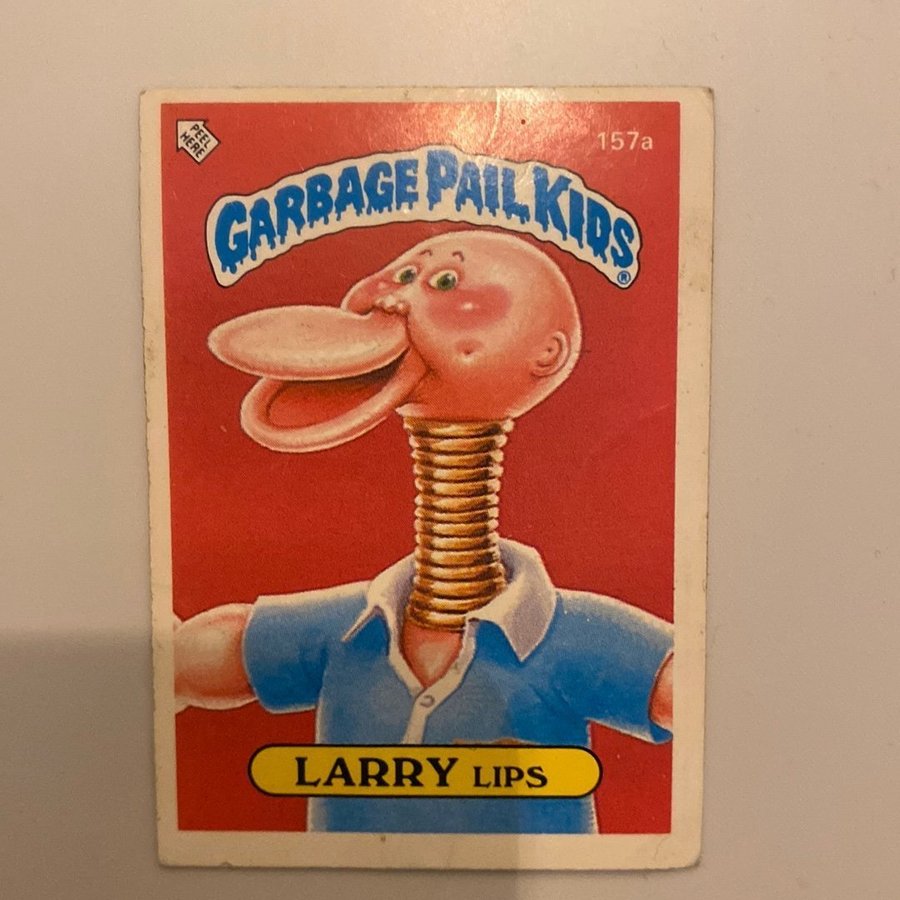 PEEL
HERE
157a
GARBAGE PAIL KIDS
®
LARRY LIPS